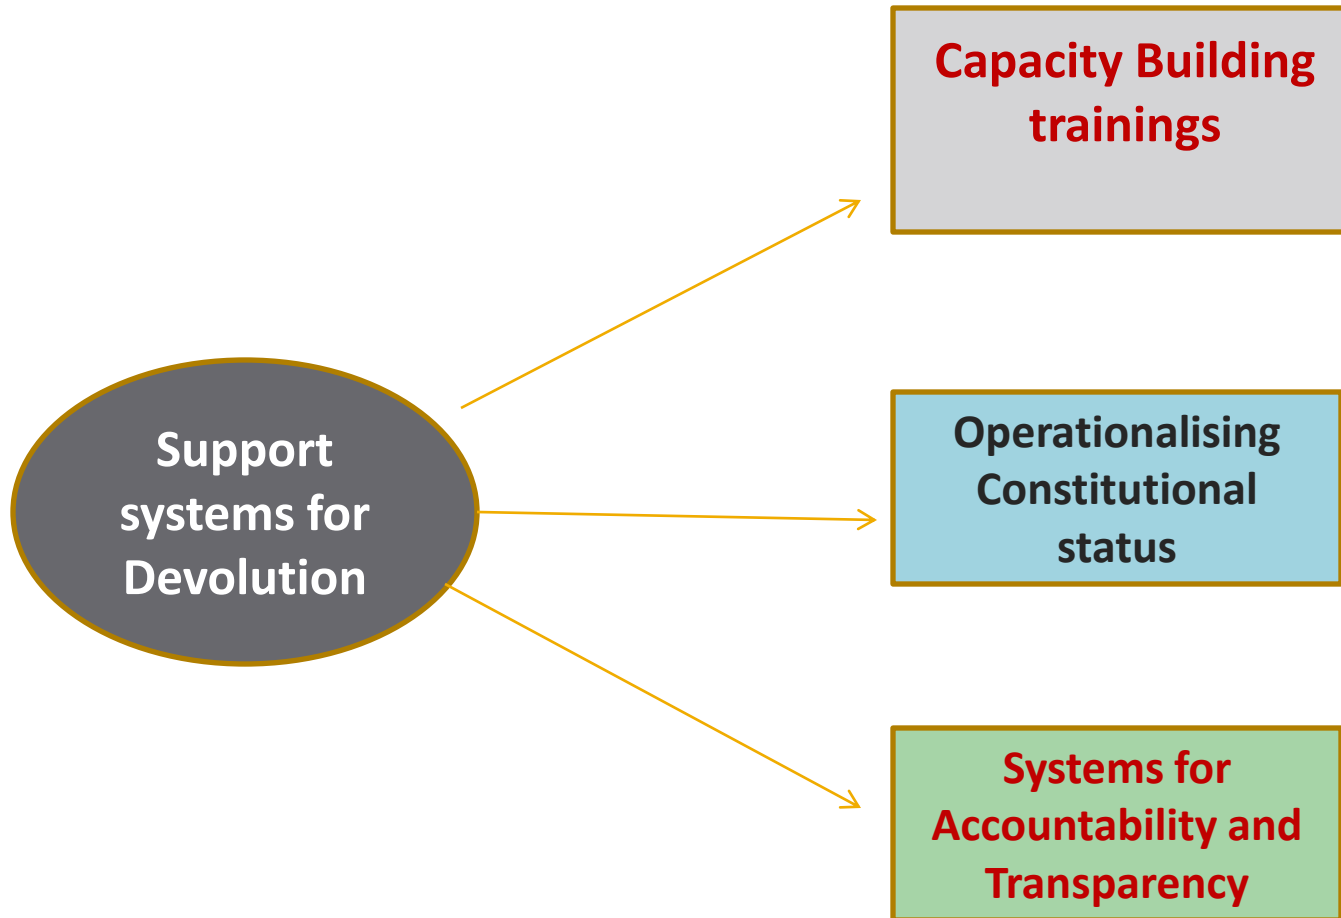 Capacity Building
trainings
Support
systems for
Devolution
Operationalising
Constitutional
status
Systems for
Accountability and
Transparency